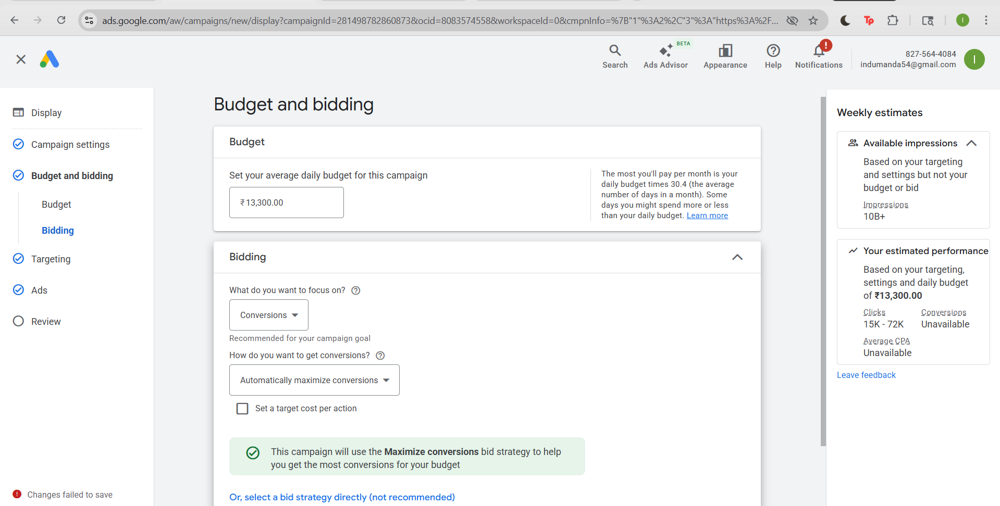 ads.google.com/aw/campaigns/new/display?campaignId=281498782860873&ocid=8083574558&workspaceId=0&cmpnInfo=%7B"1"%3A2%2C"3"%3A"https%3A%2F...
Tp
I
Search
Ads Advisor
BETA
Appearance
Help
Notifications
827-564-4084
indumanda54@gmail.com
I
Display
Campaign settings
Budget and bidding
Budget
Bidding
Targeting
Ads
Review
Changes failed to save
Budget and bidding
Budget
Set your average daily budget for this campaign
₹13,300.00
The most you'll pay per month is your
daily budget times 30.4 (the average
number of days in a month). Some
days you might spend more or less
than your daily budget. Learn more
Bidding
What do you want to focus on?
Conversions
Recommended for your campaign goal
How do you want to get conversions?
Automatically maximize conversions
Set a target cost per action
This campaign will use the Maximize conversions bid strategy to help
you get the most conversions for your budget
Or, select a bid strategy directly (not recommended)
Weekly estimates
Available impressions
Based on your targeting
and settings but not your
budget or bid
Impressions
10B+
Your estimated performance
Based on your targeting,
settings and daily budget
of ₹13,300.00
Clicks Conversions
15K - 72K Unavailable
Average CPA
Unavailable
Leave feedback